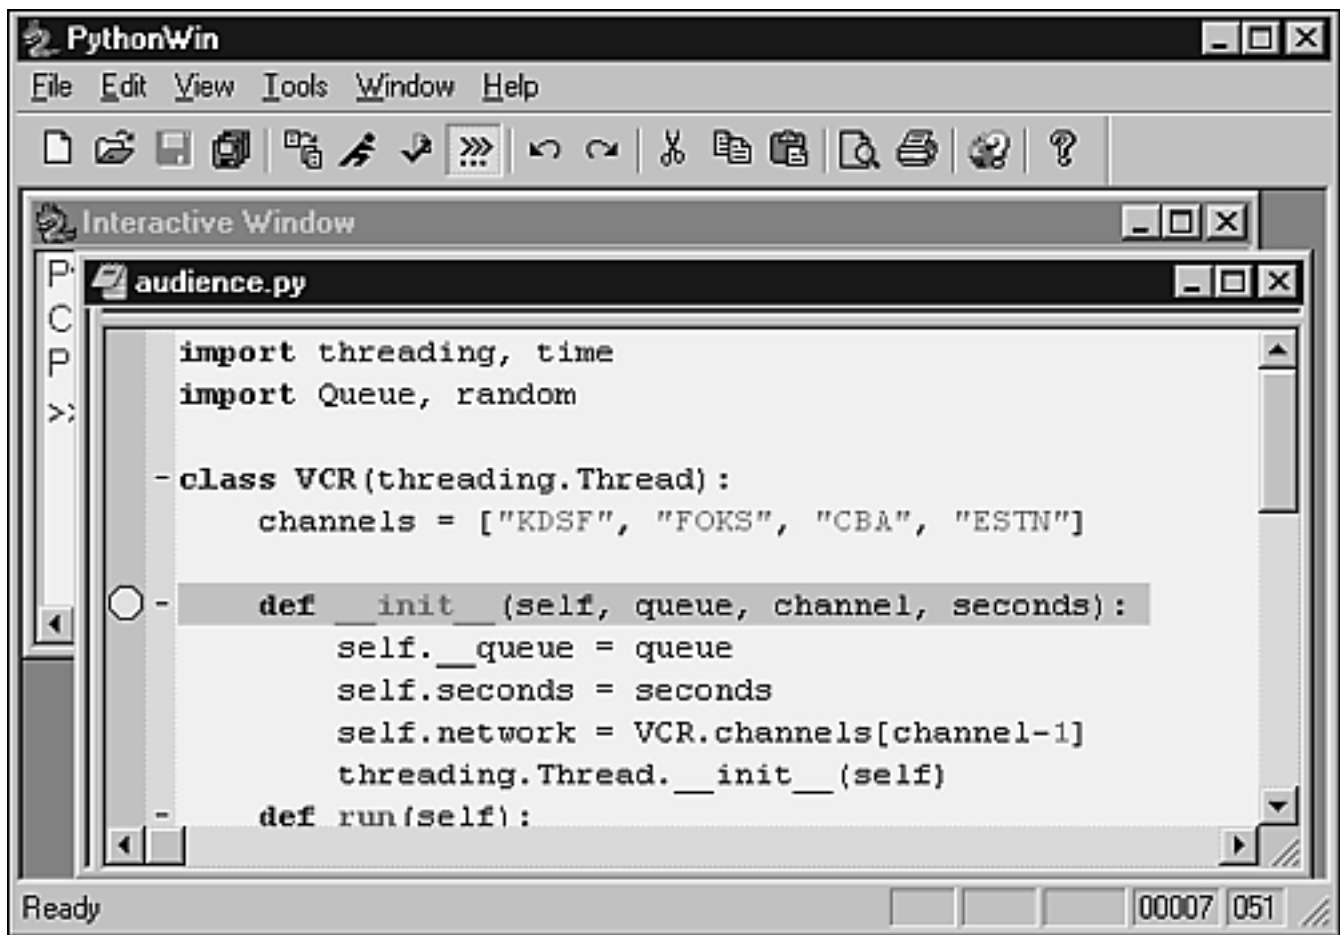 PythonWin
File Edit View Tools Window Help
Interactive Window
P
C
P
>>
audience.py
import threading, time
import Queue, random
class VCR(threading.Thread):
channels = ["KDSF", "FOKS", "CBA", "ESTN"]
def __init__(self, queue, channel, seconds):
self.__queue = queue
self.seconds = seconds
self.network = VCR.channels[channel-1]
threading.Thread.__init__(self)
def run(self):
Ready
00007 051